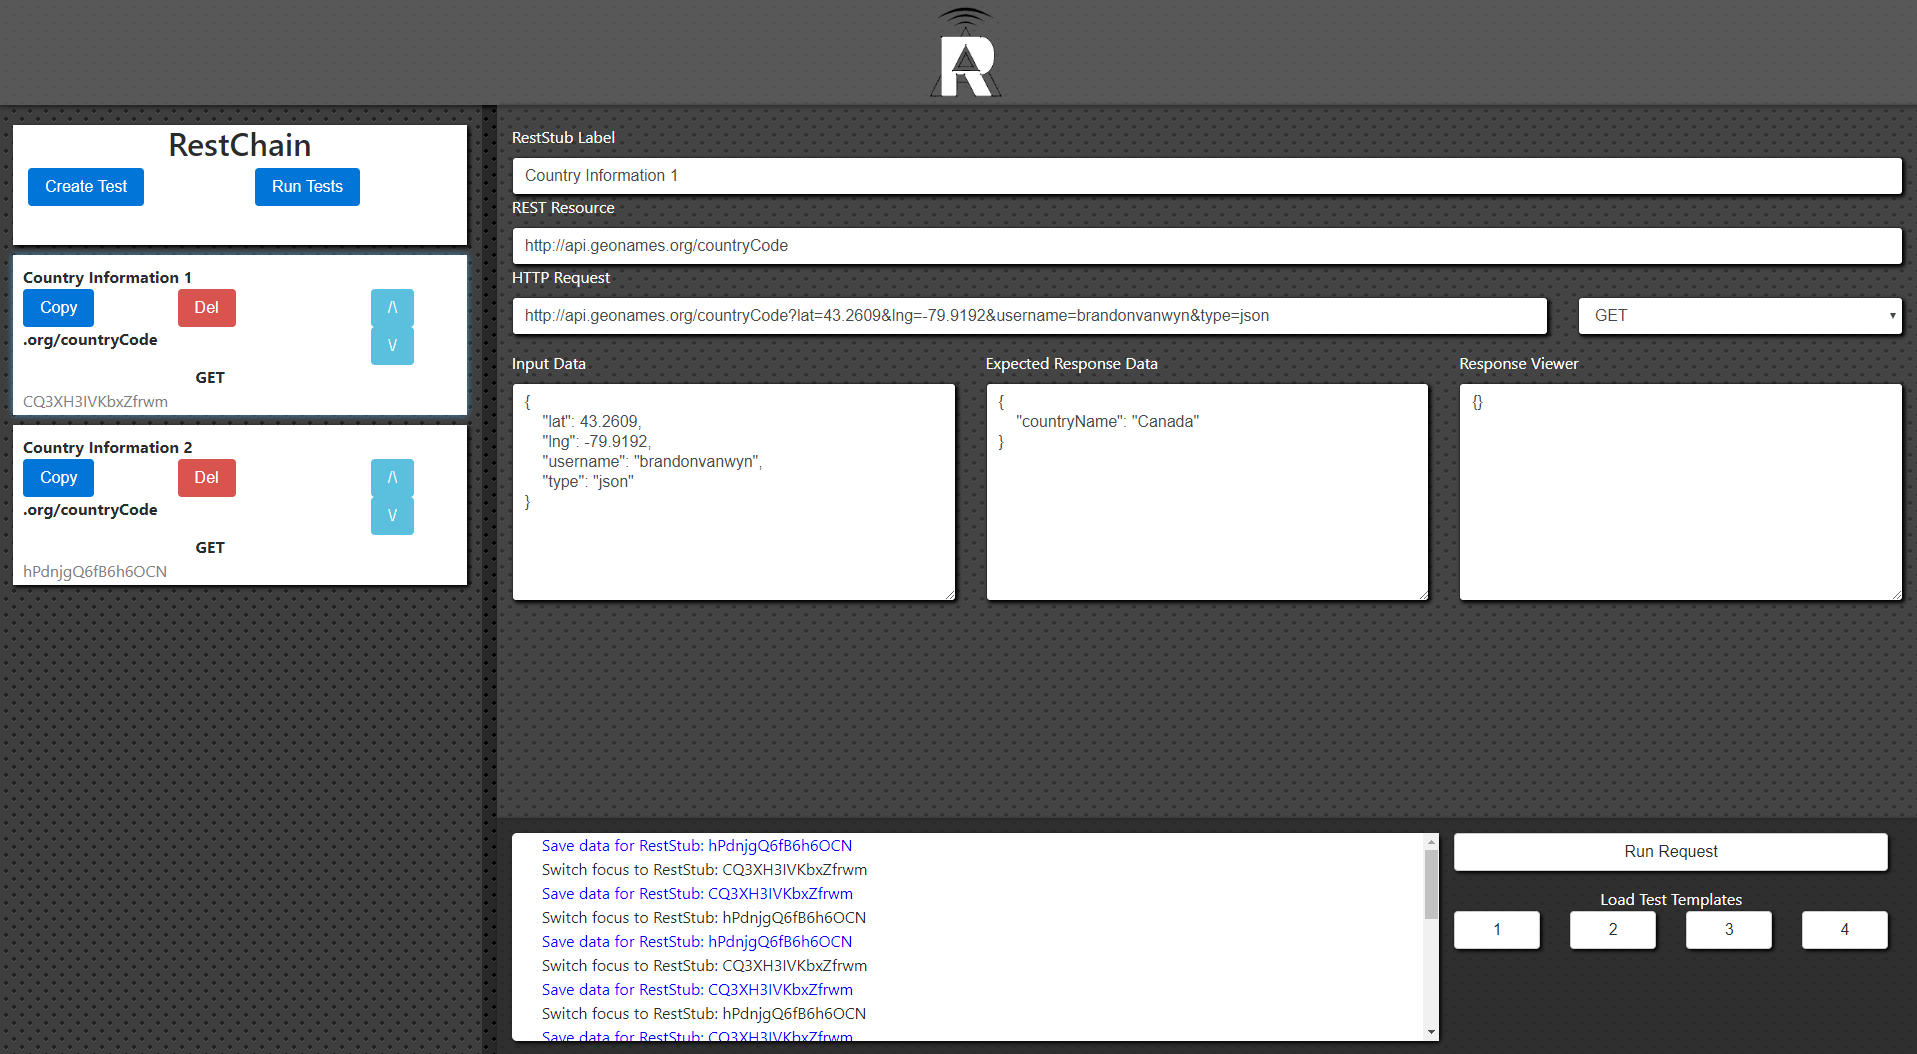 R
RestChain
Create Test
Run Tests
Country Information 1
Copy
Del
/\
.org/countryCode
\/
GET
CQ3XH3IVKbxZfrwm
Country Information 2
Copy
Del
/\
.org/countryCode
\/
GET
hPdnjgQ6fB6h6OCN
RestStub Label
Country Information 1
REST Resource
http://api.geonames.org/countryCode
HTTP Request
http://api.geonames.org/countryCode?lat=43.2609&lng=-79.9192&username=brandonvanwyn&type=json
GET
Input Data
{
"lat": 43.2609,
"lng": -79.9192,
"username": "brandonvanwyn",
"type": "json"
}
Expected Response Data
{
"countryName": "Canada"
}
Response Viewer
{}
Save data for RestStub: hPdnjgQ6fB6h6OCN
Switch focus to RestStub: CQ3XH3IVKbxZfrwm
Save data for RestStub: CQ3XH3IVKbxZfrwm
Switch focus to RestStub: hPdnjgQ6fB6h6OCN
Save data for RestStub: hPdnjgQ6fB6h6OCN
Switch focus to RestStub: CQ3XH3IVKbxZfrwm
Save data for RestStub: CQ3XH3IVKbxZfrwm
Switch focus to RestStub: hPdnjgQ6fB6h6OCN
Save data for RestStub: CQ3XH3IVKbxZfrwm
Run Request
Load Test Templates
1
2
3
4